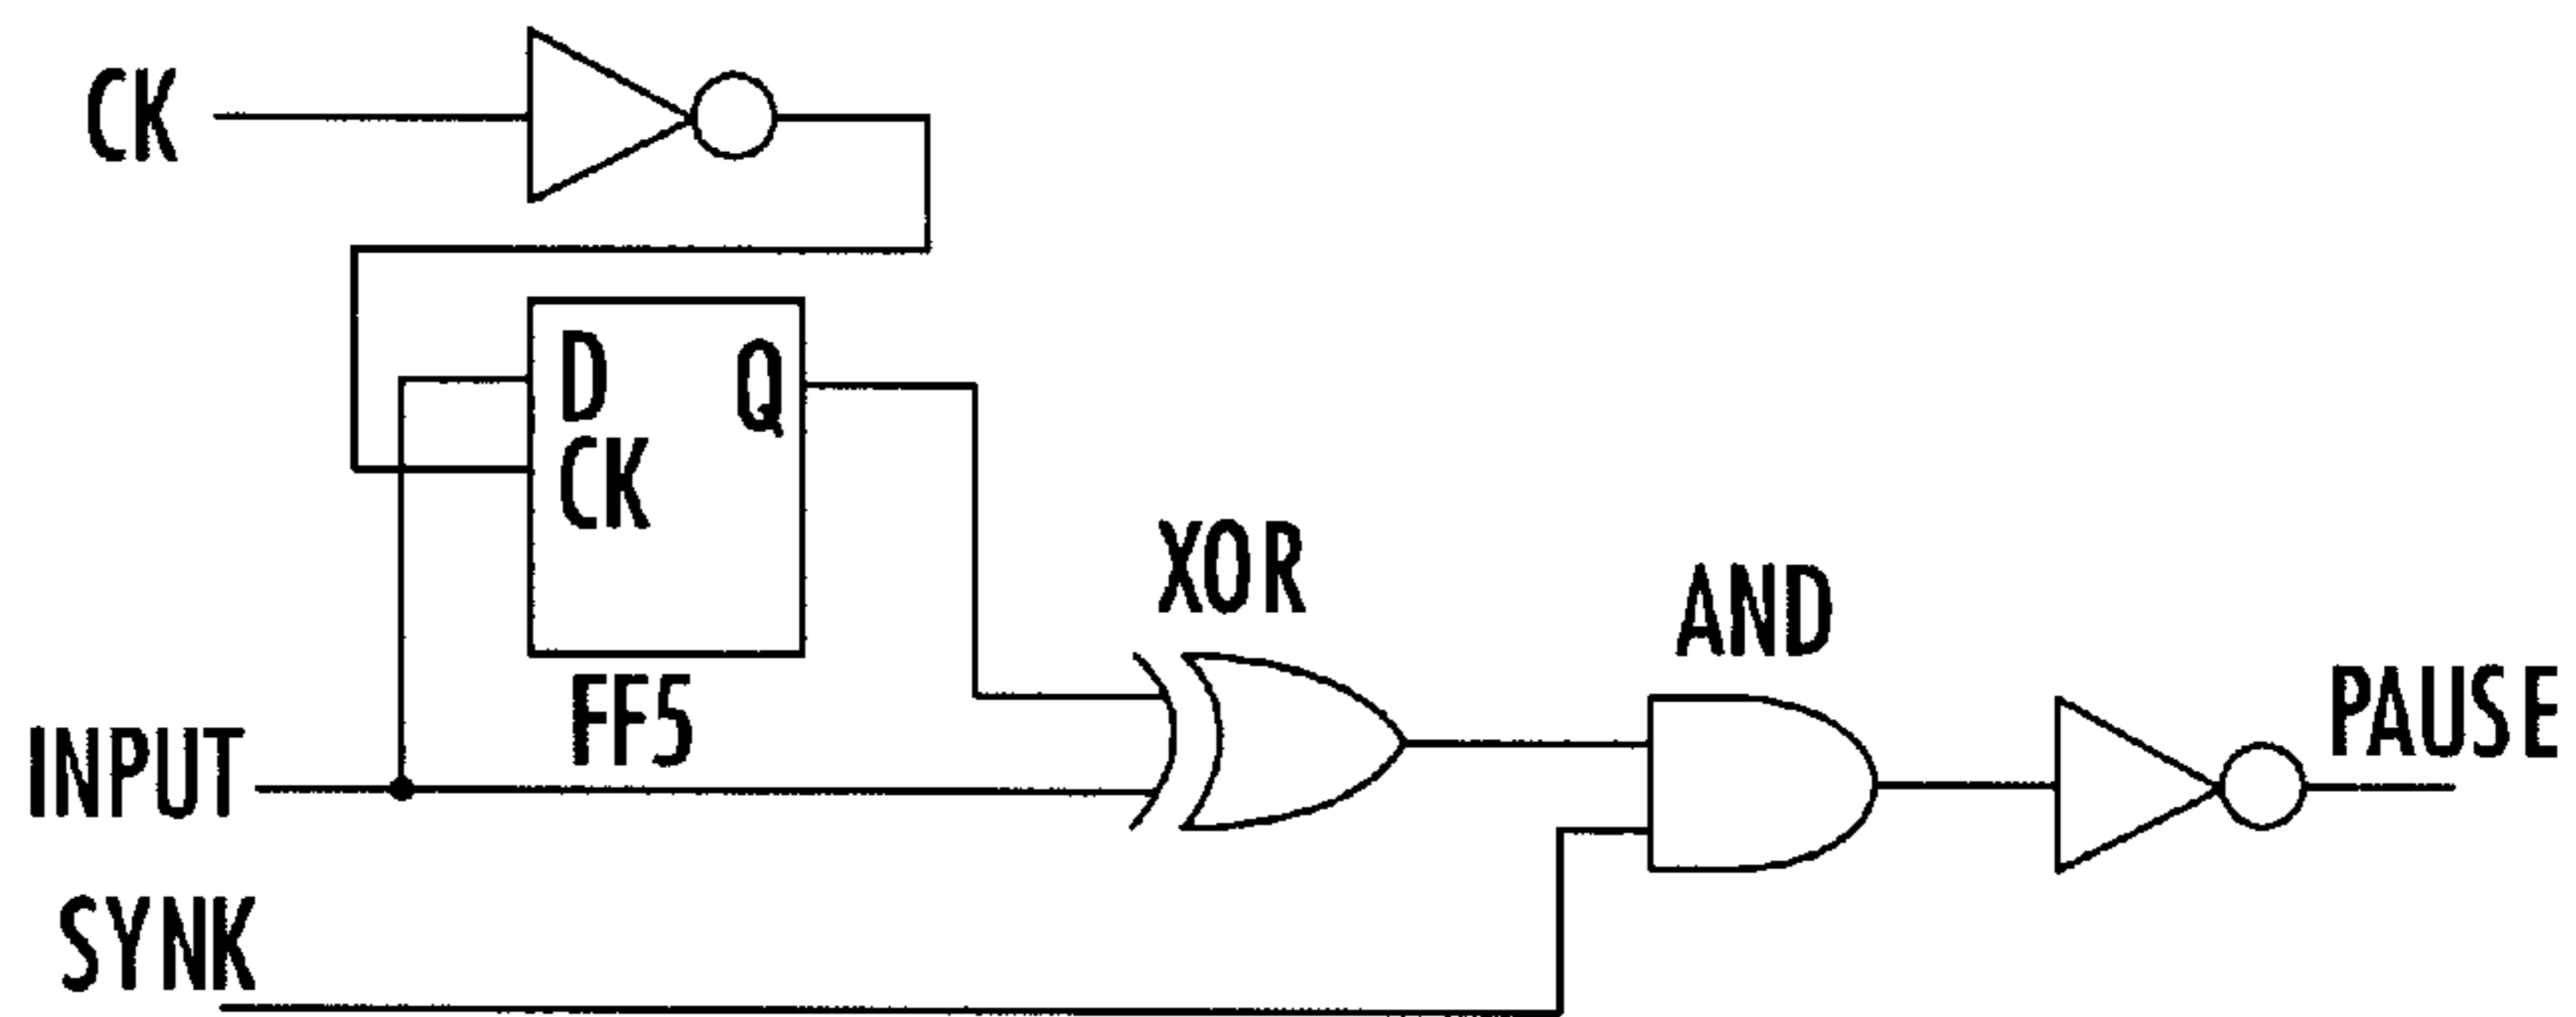 CK
D
Q
CK
XOR
AND
FF5
PAUSE
INPUT
SYNK